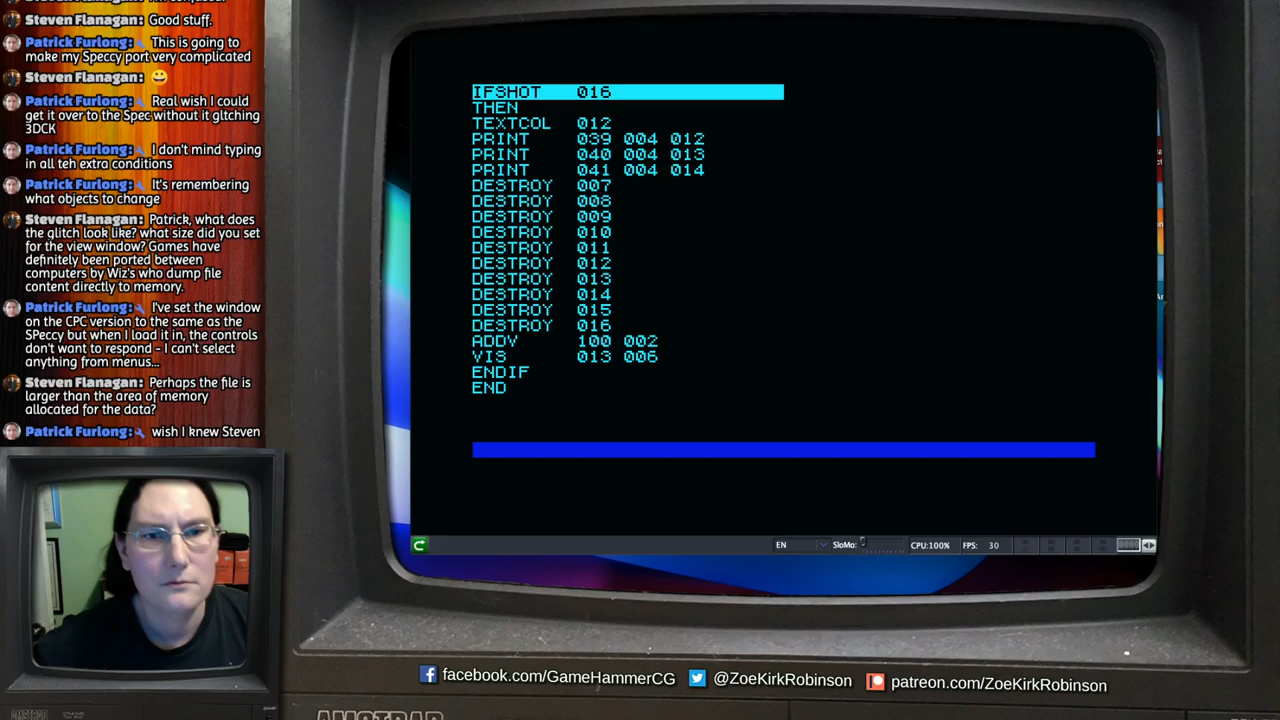 Steven Flanagan: Good stuff,
Patrick Furlong: This is going to
make my Speccy port very complicated
Steven Flanagan: 😀
Patrick Furlong: Real wish I could
get it over to the Spec without it gltching
3DCK
Patrick Furlong: I don't mind typing
in all teh extra conditions
Patrick Furlong: It's remembering
what objects to change
Steven Flanagan: Patrick, what does
the glitch look like? what size did you set
for the view window? Games have
definitely been ported between
computers by Wiz's who dump file
content directly to memory.
Patrick Furlong: I've set the window
on the CPC version to the same as the
SPeccy but when I load it in, the controls
don't want to respond - I can't select
anything from menus...
Steven Flanagan: Perhaps the file is
larger than the area of memory
allocated for the data?
Patrick Furlong: wish I knew Steven
IFSHOT 016
THEN
TEXTCOL 012
PRINT 039 004 012
PRINT 040 004 013
PRINT 041 004 014
DESTROY 007
DESTROY 008
DESTROY 009
DESTROY 010
DESTROY 011
DESTROY 012
DESTROY 013
DESTROY 014
DESTROY 015
DESTROY 016
ADDV 100 002
VIS 013 006
ENDIF
END
EN SloMo: CPU:100% FPS: 30
facebook.com/GameHammerCG @ZoeKirkRobinson patreon.com/ZoeKirkRobinson